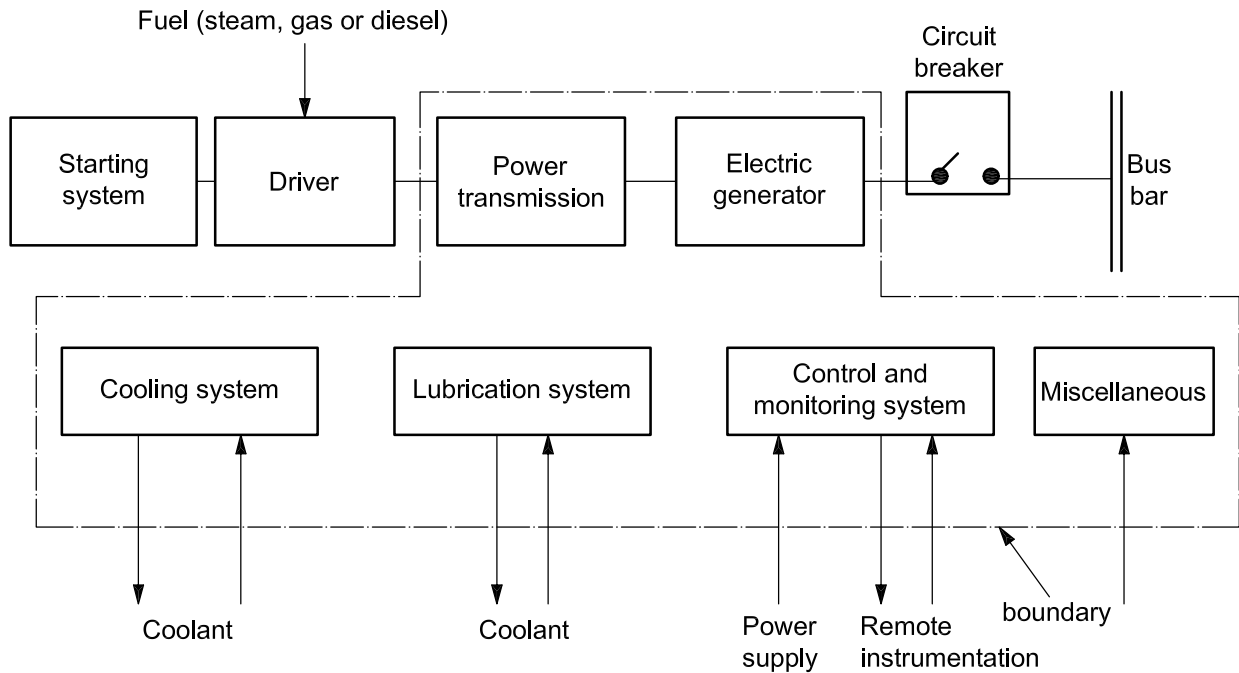 Fuel (steam, gas or diesel)
Circuit
breaker
Starting
system
Driver
Power
transmission
Electric
generator
Bus
bar
Cooling system
Lubrication system
Control and
monitoring system
Miscellaneous
Coolant
Coolant
Power
supply
Remote
instrumentation
boundary